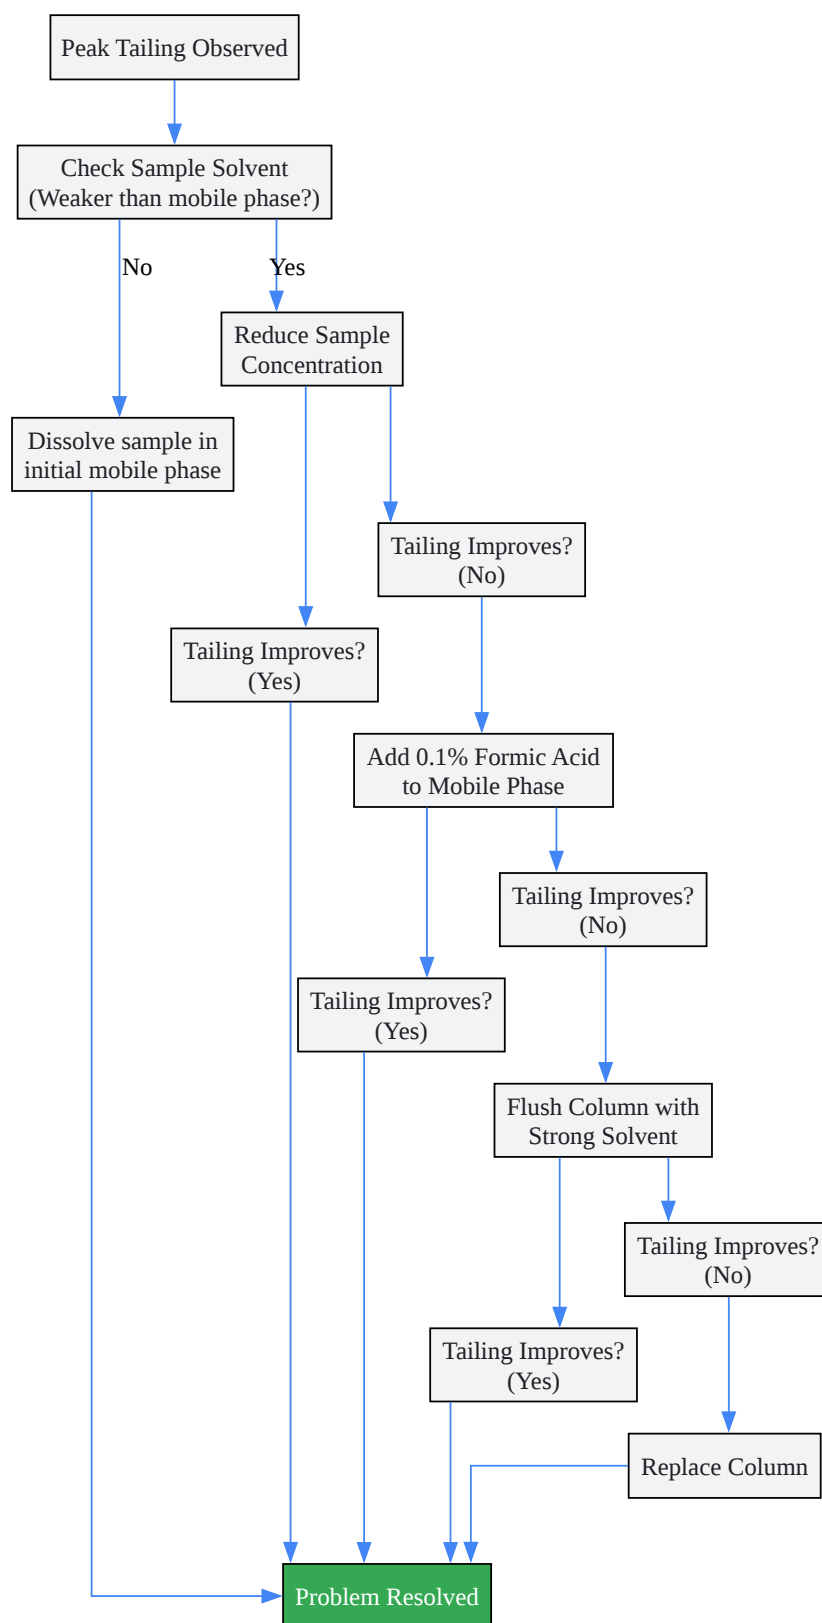 Peak Tailing Observed
Check Sample Solvent
(Weaker than mobile phase?)
No
Yes
Reduce Sample
Concentration
Dissolve sample in
initial mobile phase
Tailing Improves?
(No)
Tailing Improves?
(Yes)
Add 0.1% Formic Acid
to Mobile Phase
Tailing Improves?
(No)
Tailing Improves?
(Yes)
Flush Column with
Strong Solvent
Tailing Improves?
(No)
Tailing Improves?
(Yes)
Replace Column
Problem Resolved